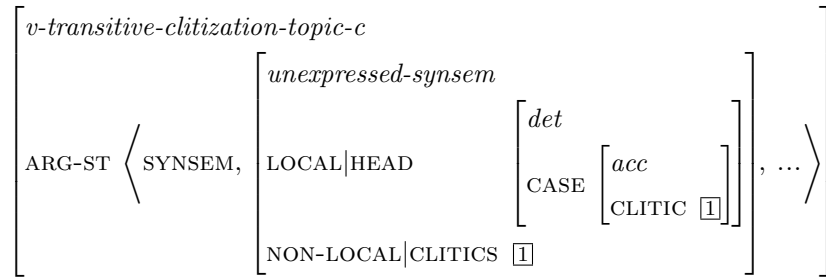 v-transitive-clitization-topic-c
unexpressed-synsem
det
ARG-ST ⟨ SYNSEM, LOCAL|HEAD CASE acc , ... ⟩
CLITIC 1
NON-LOCAL|CLITICS 1